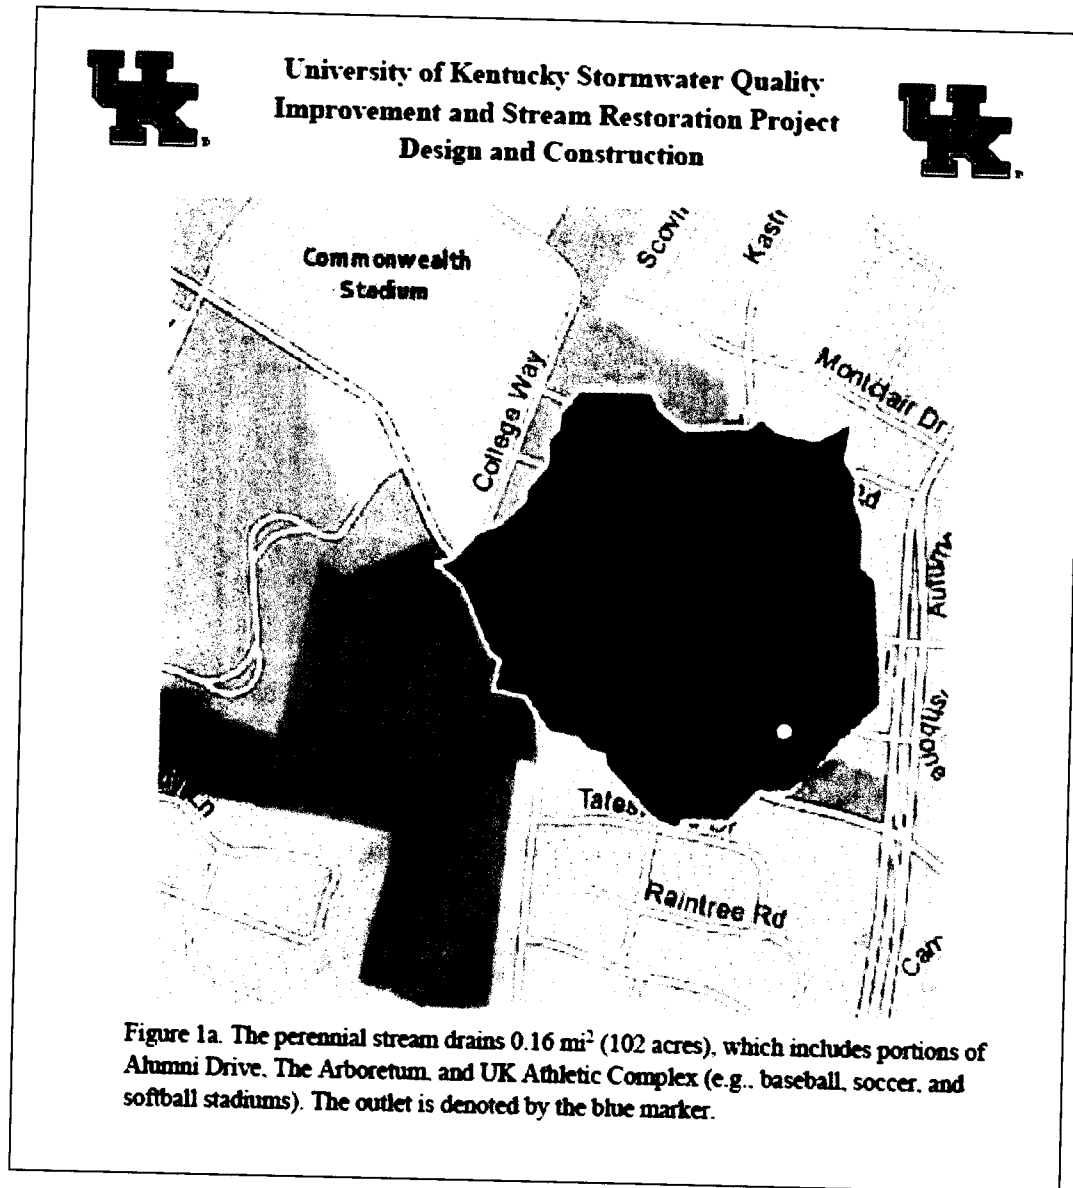 UK
University of Kentucky Stormwater Quality
Improvement and Stream Restoration Project
Design and Construction
UK
Commonwealth
Stadium
College Way
Montclair Dr
Raintree Rd
Figure 1a. The perennial stream drains 0.16 mi² (102 acres), which includes portions of
Alumni Drive, The Arboretum, and UK Athletic Complex (e.g., baseball, soccer, and
softball stadiums). The outlet is denoted by the blue marker.